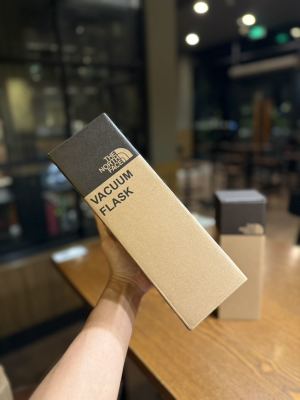 THE
NORTH
FACE
VACUUM
FLASK